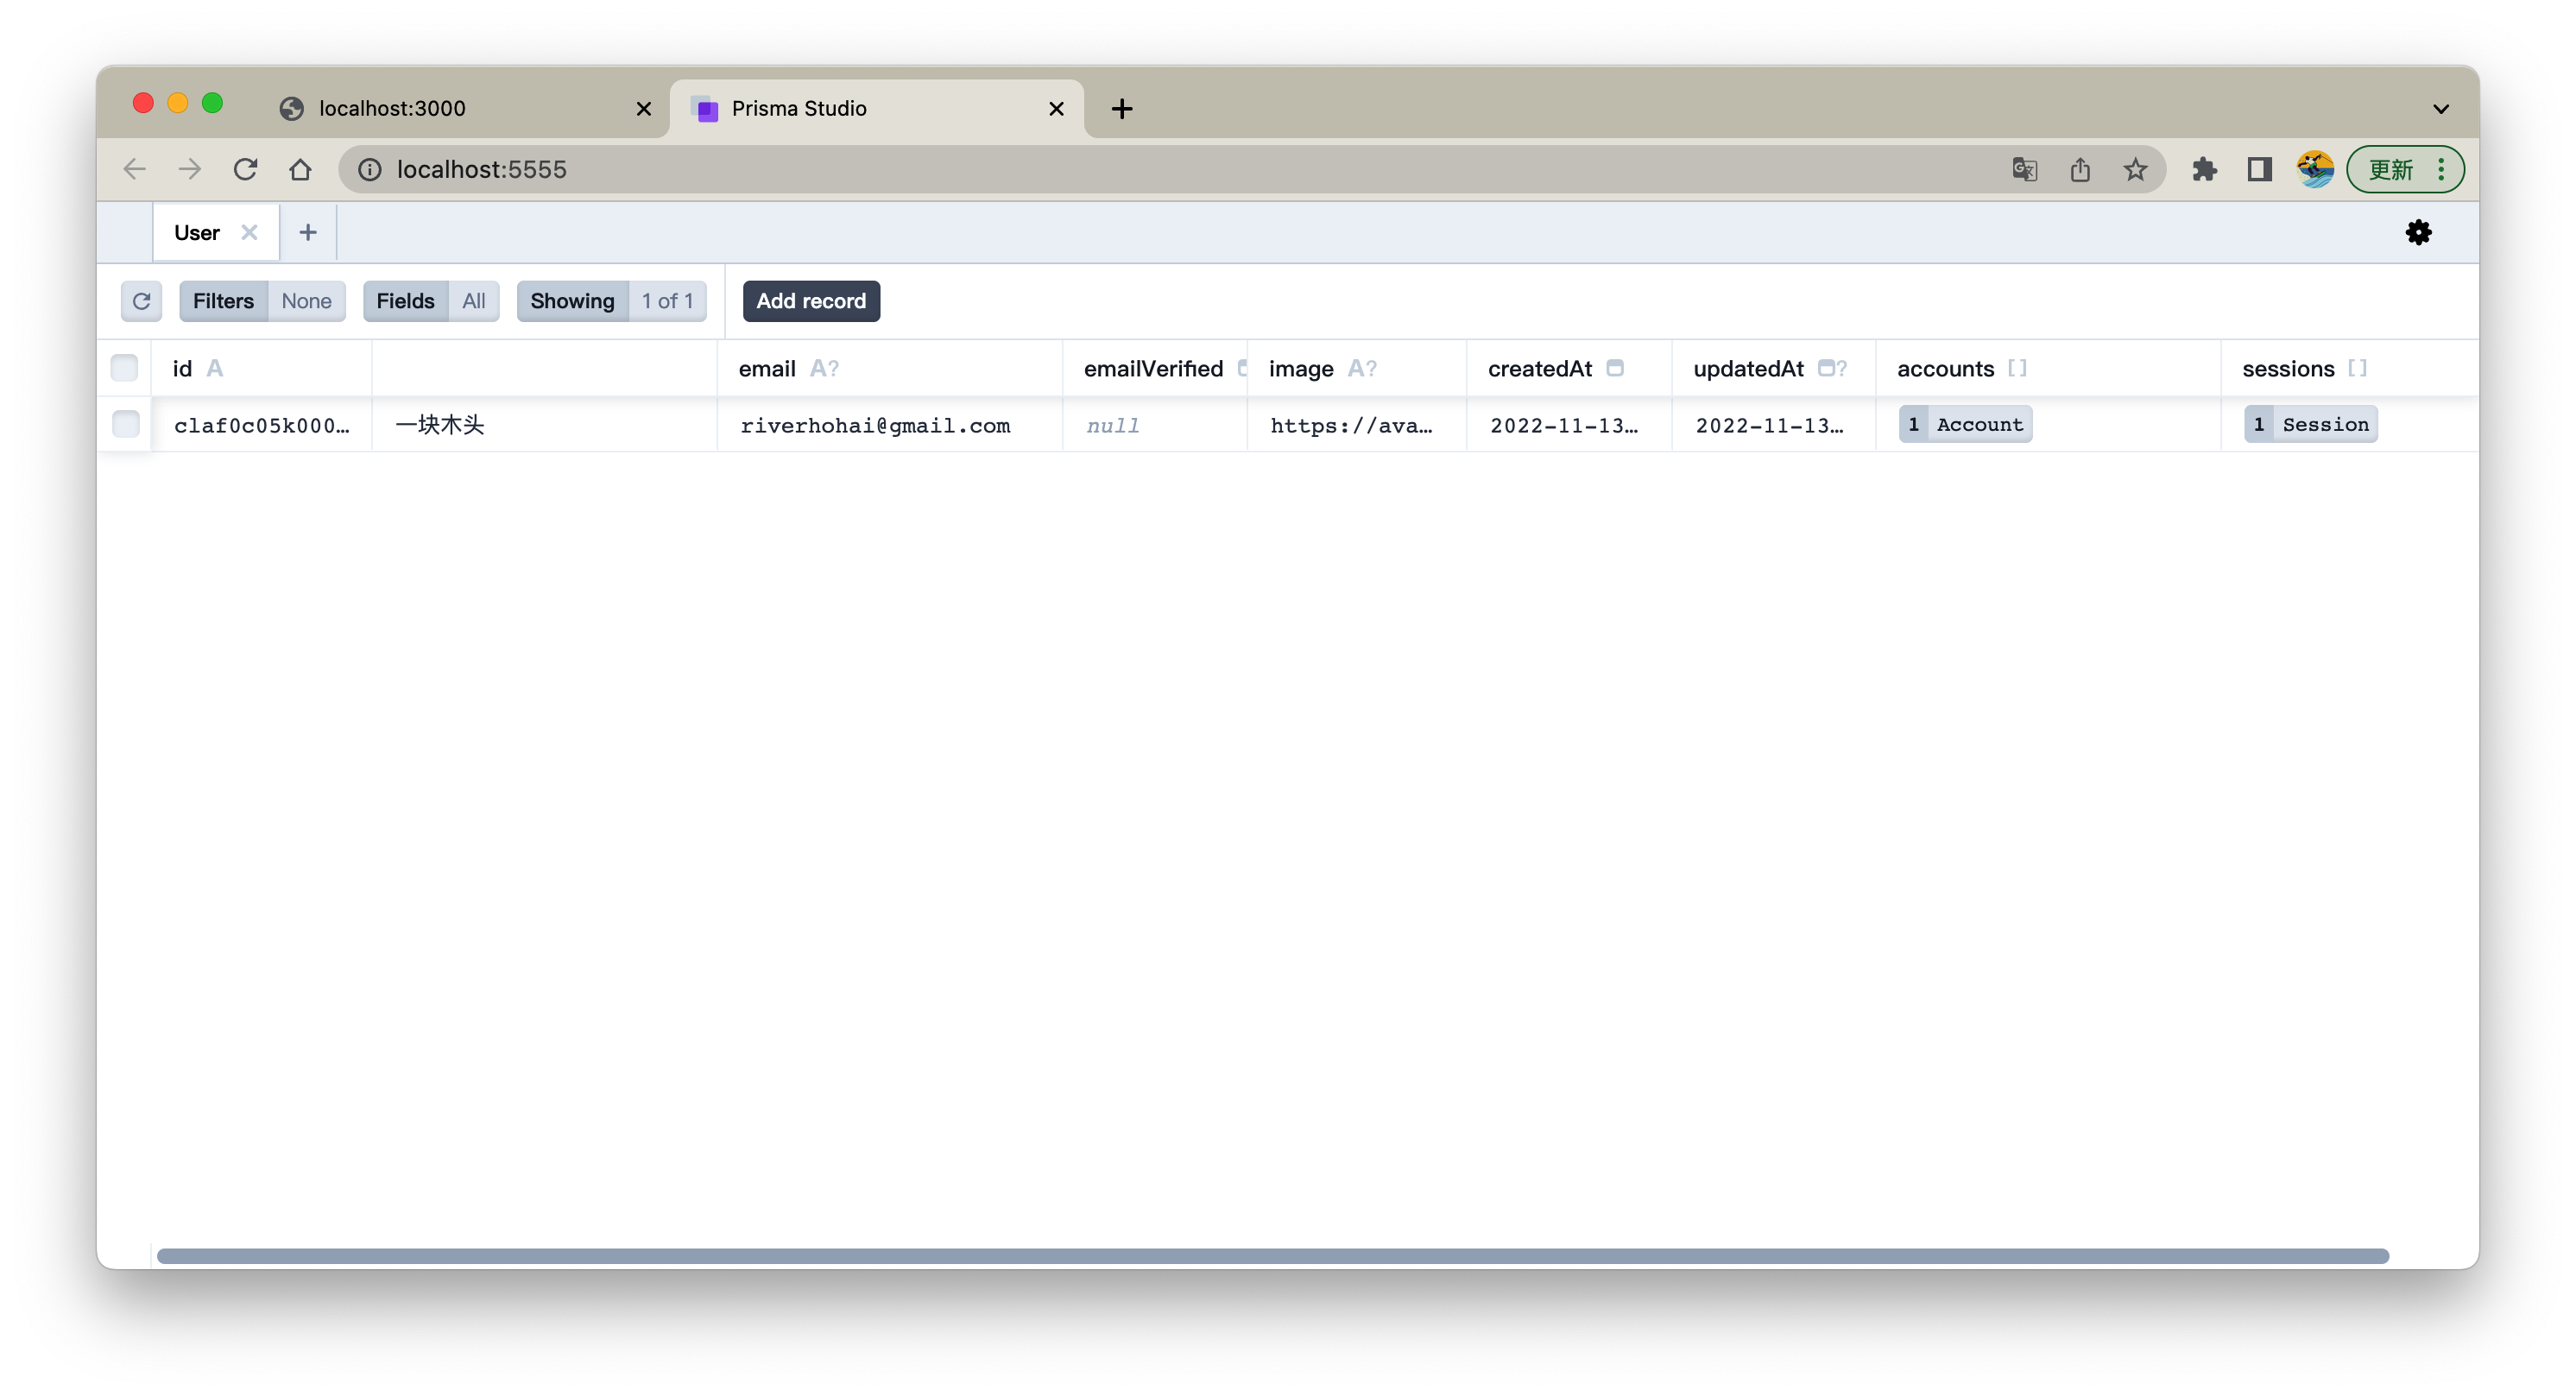 localhost:3000
Prisma Studio
localhost:5555
更新
User
Filters None Fields All Showing 1 of 1 Add record
id A email A? emailVerified image A? createdAt updatedAt ? accounts [] sessions []
claf0c05k000… 一块木头 riverhohai@gmail.com null https://ava… 2022-11-13… 2022-11-13… 1 Account 1 Session